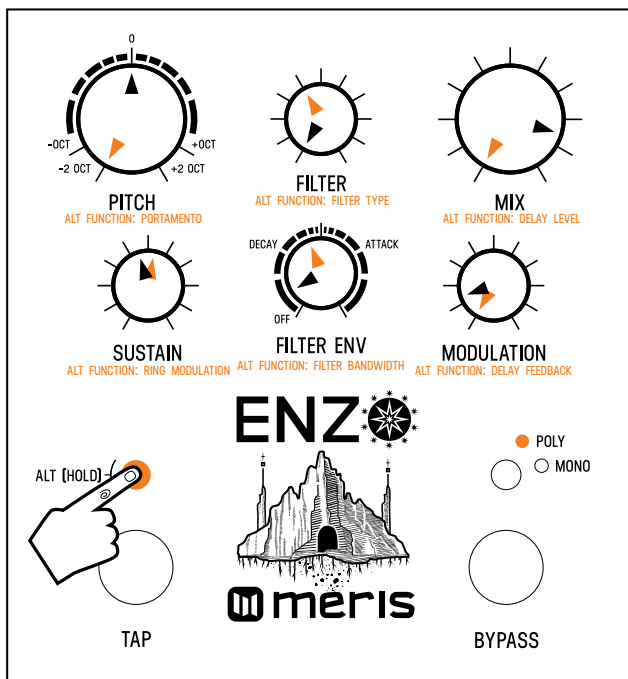 0
-OCT +OCT
-2 OCT +2 OCT
PITCH
ALT FUNCTION: PORTAMENTO
FILTER
ALT FUNCTION: FILTER TYPE
MIX
ALT FUNCTION: DELAY LEVEL
DECAY ATTACK
OFF
SUSTAIN
ALT FUNCTION: RING MODULATION
FILTER ENV
ALT FUNCTION: FILTER BANDWIDTH
MODULATION
ALT FUNCTION: DELAY FEEDBACK
ENZO
ALT [HOLD]
POLY
MONO
meris
TAP
BYPASS